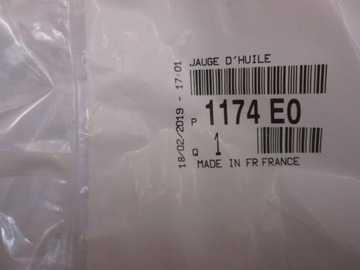 JAUGE D'HUILE
P 1174 E0
Q 1
MADE IN FR FRANCE
18/02/2019 - 17:01